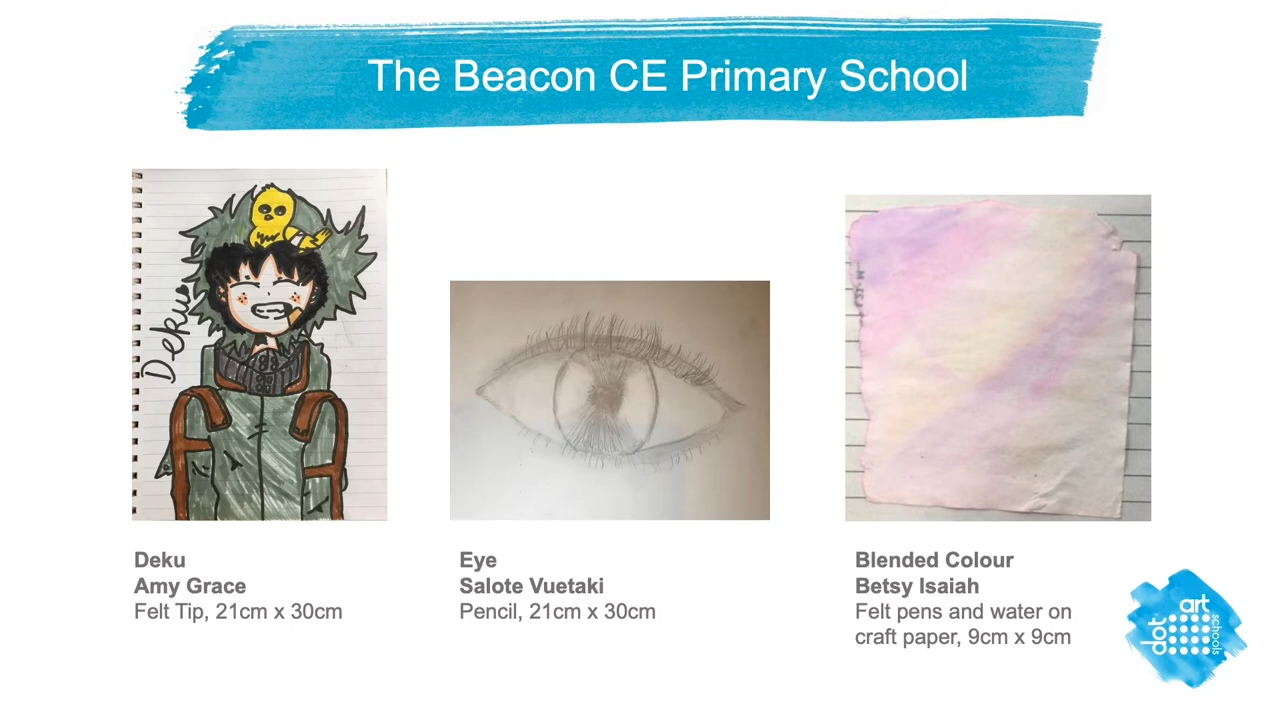 The Beacon CE Primary School
Deku
Deku
Amy Grace
Felt Tip, 21cm x 30cm
Eye
Salote Vuetaki
Pencil, 21cm x 30cm
Blended Colour
Betsy Isaiah
Felt pens and water on
craft paper, 9cm x 9cm
dot
art
schools